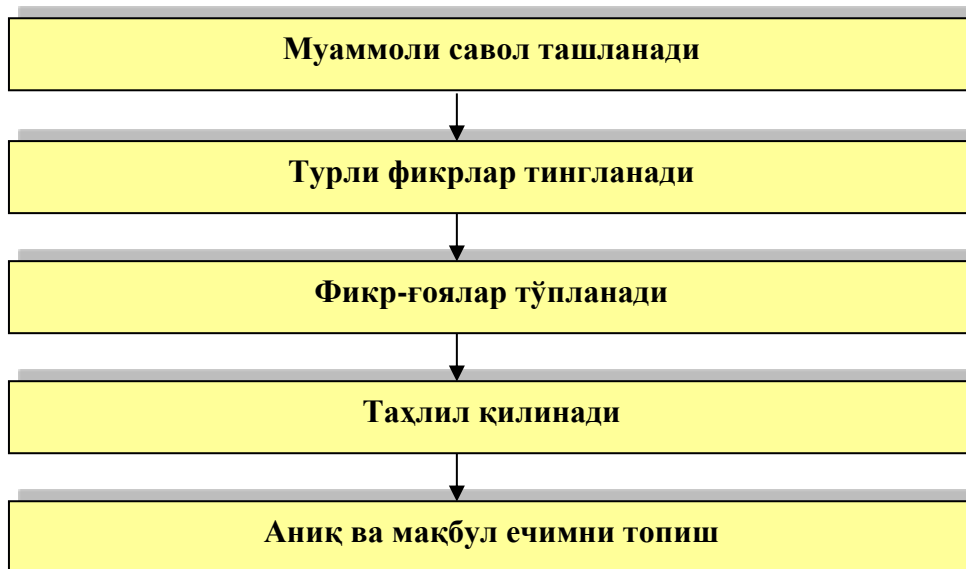 Муаммоли савол ташланади
Турли фикрлар тингланади
Фикр-ғоялар тўпланади
Таҳлил қилинади
Аниқ ва мақбул ечимни топиш